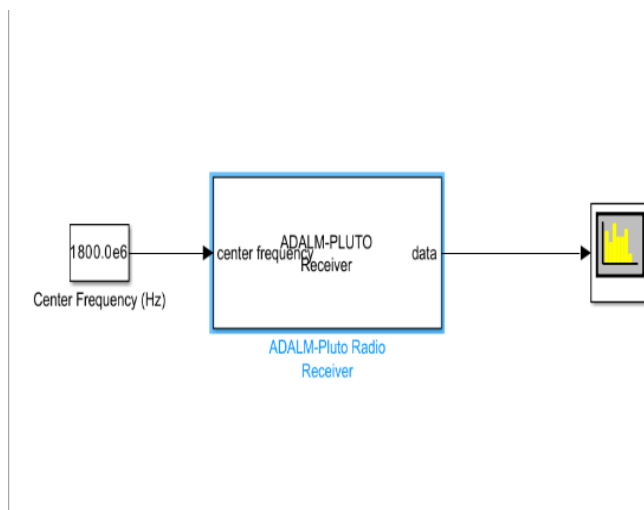 1800.0e6
Center Frequency (Hz)
center frequency
ADALM-PLUTO
Receiver
data
ADALM-Pluto Radio
Receiver